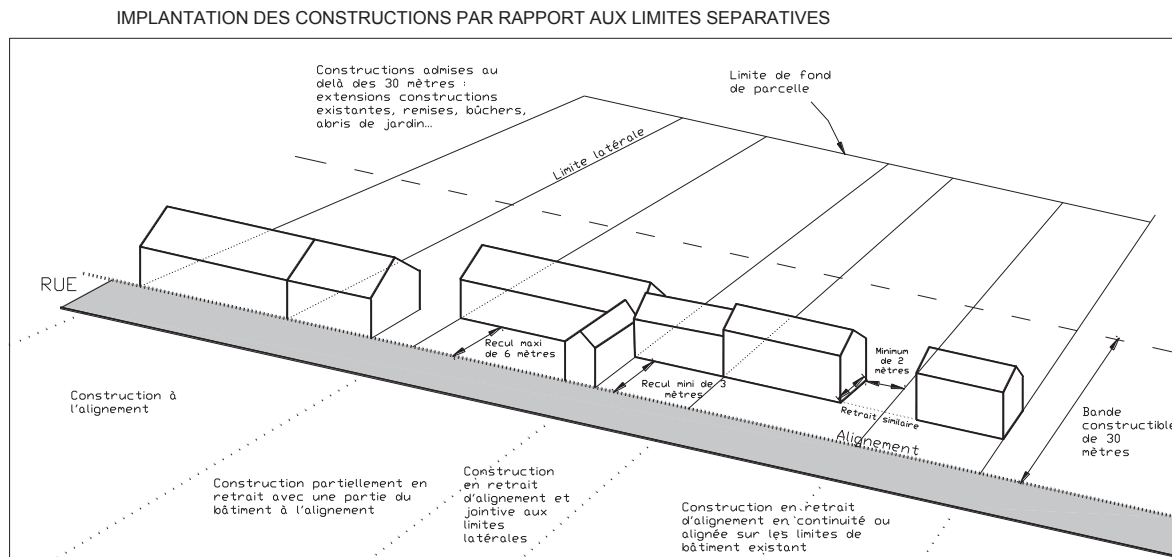 IMPLANTATION DES CONSTRUCTIONS PAR RAPPORT AUX LIMITES SEPARATIVES
Constructions admises au
delà des 30 mètres :
extensions constructions
existantes, remises, bûchers,
abris de jardin...
Limite de fond
de parcelle
Limite latérale
RUE
Recul maxi
de 6 mètres
Recul mini de 3
mètres
Minimum
de 2
mètres
Retrait similaire
Alignement
Bande
constructible
de 30
mètres
Construction à
l'alignement
Construction partiellement en
retrait avec une partie du
bâtiment à l'alignement
Construction
en retrait
d'alignement et
jointive aux
limites
latérales
Construction en retrait
d'alignement en continuité ou
alignée sur les limites de
bâtiment existant